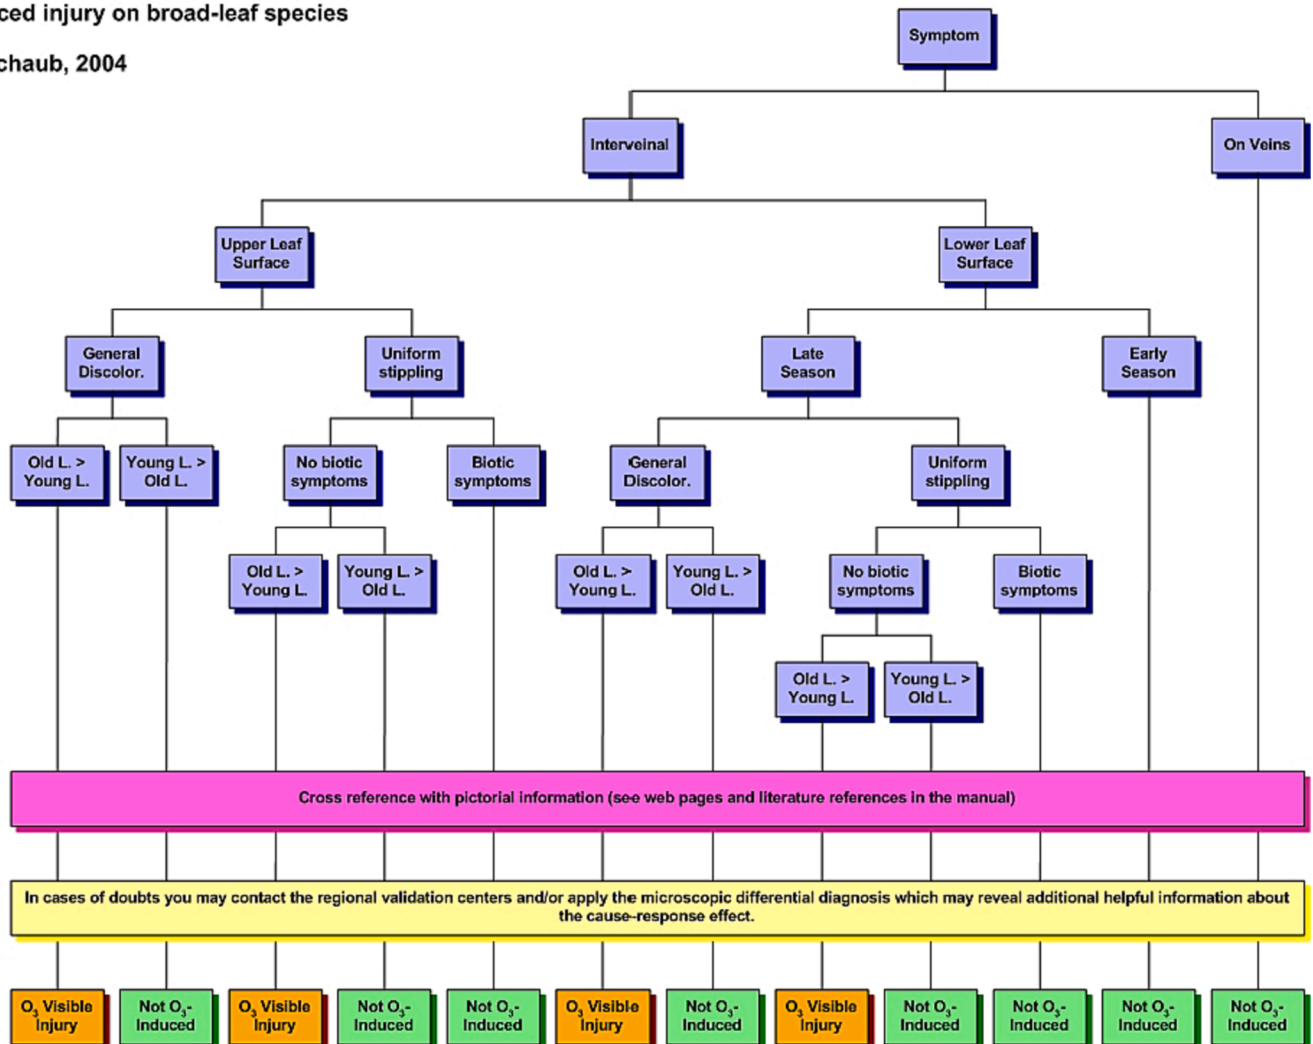 ced injury on broad-leaf species
chaub, 2004
Symptom
Interveinal
On Veins
Upper Leaf
Surface
Lower Leaf
Surface
General
Discolor.
Uniform
stippling
Late
Season
Early
Season
Old L. >
Young L.
Young L. >
Old L.
No biotic
symptoms
Biotic
symptoms
General
Discolor.
Uniform
stippling
Old L. >
Young L.
Young L. >
Old L.
Old L. >
Young L.
Young L. >
Old L.
No biotic
symptoms
Biotic
symptoms
Old L. >
Young L.
Young L. >
Old L.
Cross reference with pictorial information (see web pages and literature references in the manual)
In cases of doubts you may contact the regional validation centers and/or apply the microscopic differential diagnosis which may reveal additional helpful information about
the cause-response effect.
O3 Visible
Injury
Not O3-
Induced
O3 Visible
Injury
Not O3-
Induced
Not O3-
Induced
O3 Visible
Injury
Not O3-
Induced
O3 Visible
Injury
Not O3-
Induced
Not O3-
Induced
Not O3-
Induced
Not O3-
Induced